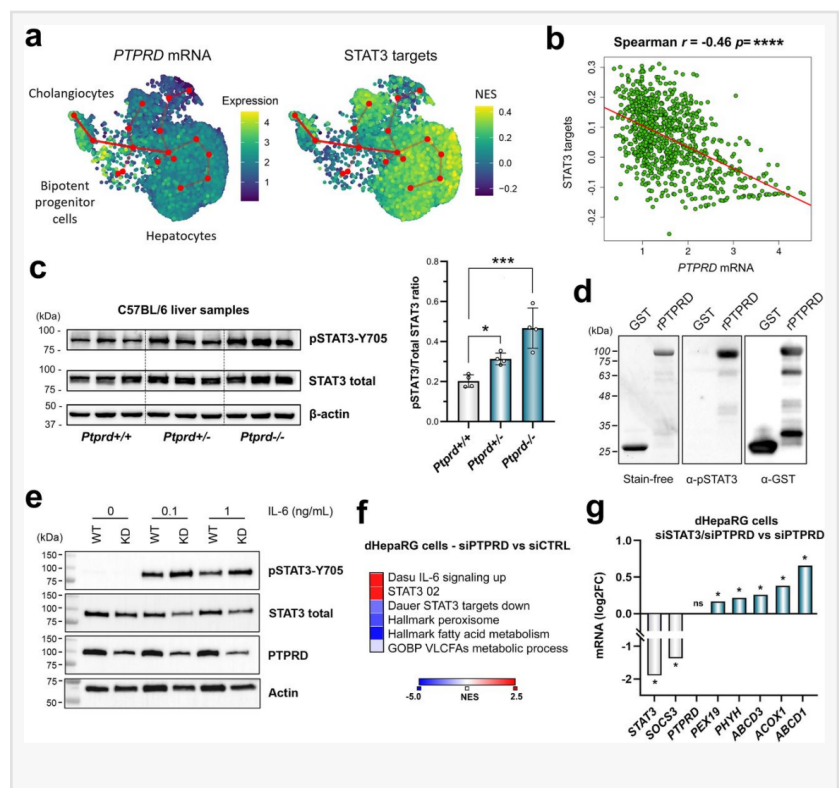 a
PTPRD mRNA
STAT3 targets
Cholangiocytes
Expression
4
3
2
1
NES
0.4
0.2
0.0
−0.2
Bipotent
progenitor
cells
Hepatocytes
b
Spearman r = -0.46 p= ****
STAT3 targets
0.3
0.2
0.1
0.0
-0.1
-0.2
1 2 3 4
PTPRD mRNA
c
C57BL/6 liver samples
(kDa)
100 -
75 -
pSTAT3-Y705
100 -
75 -
STAT3 total
50 -
37 -
β-actin
Ptprd+/+ Ptprd+/- Ptprd-/-
pSTAT3/Total STAT3 ratio
0.8
0.6
0.4
0.2
0.0
***
*
Ptprd+/+
Ptprd+/-
Ptprd-/-
d
GST rPTPRD GST rPTPRD GST rPTPRD
(kDa)
100
75
63
48
35
25
Stain-free α-pSTAT3 α-GST
e
0 0.1 1 IL-6 (ng/mL)
WT KD WT KD WT KD
(kDa)
150
100
75
50
pSTAT3-Y705
100
75
STAT3 total
100
75
50
PTPRD
75
50
Actin
f
dHepaRG cells - siPTPRD vs siCTRL
Dasu IL-6 signaling up
STAT3 02
Dauer STAT3 targets down
Hallmark peroxisome
Hallmark fatty acid metabolism
GOBP VLCFAs metabolic process
-5.0 NES 2.5
g
dHepaRG cells
siSTAT3/siPTPRD vs siPTPRD
mRNA (log2FC)
1.0
0.5
0.0
-1
-2
* * ns * * * * *
STAT3
SOCS3
PTPRD
PEX19
PHYH
ABCD3
ACOX1
ABCD1